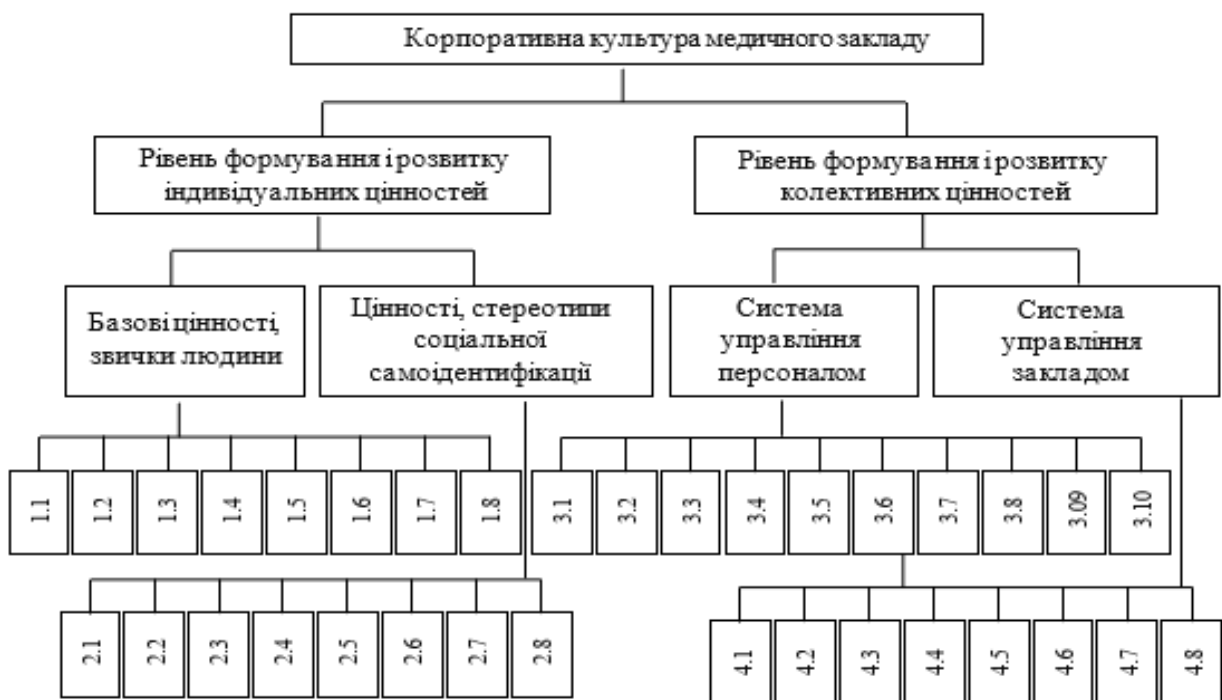 Корпоративна культура медичного закладу
Рівень формування і розвитку
індивідуальних цінностей
Рівень формування і розвитку
колективних цінностей
Базові цінності,
звички людини
Цінності, стереотипи
соціальної
самоідентифікації
Система
управління
персоналом
Система
управління
закладом
1.1
1.2
1.3
1.4
1.5
1.6
1.7
1.8
3.1
3.2
3.3
3.4
3.5
3.6
3.7
3.8
3.09
3.10
2.1
2.2
2.3
2.4
2.5
2.6
2.7
2.8
4.1
4.2
4.3
4.4
4.5
4.6
4.7
4.8